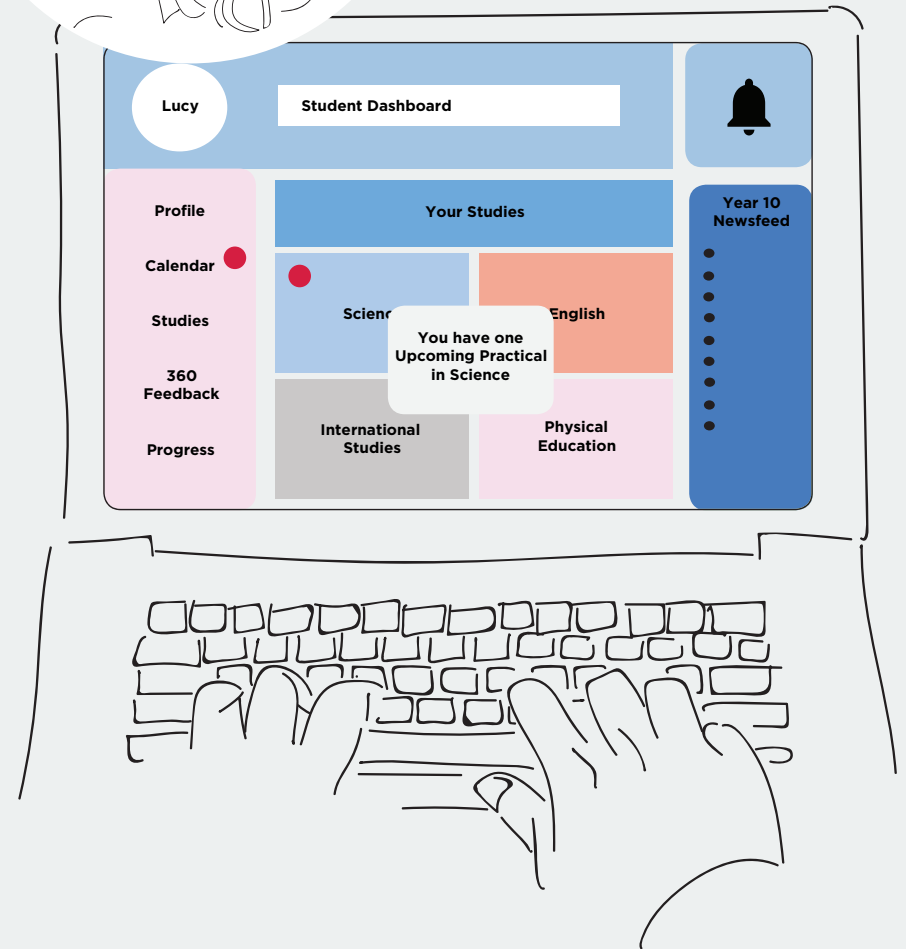 Lucy
Student Dashboard
Profile
Calendar
Studies
360
Feedback
Progress
Your Studies
Scienc
English
You have one
Upcoming Practical
in Science
International
Studies
Physical
Education
Year 10
Newsfeed